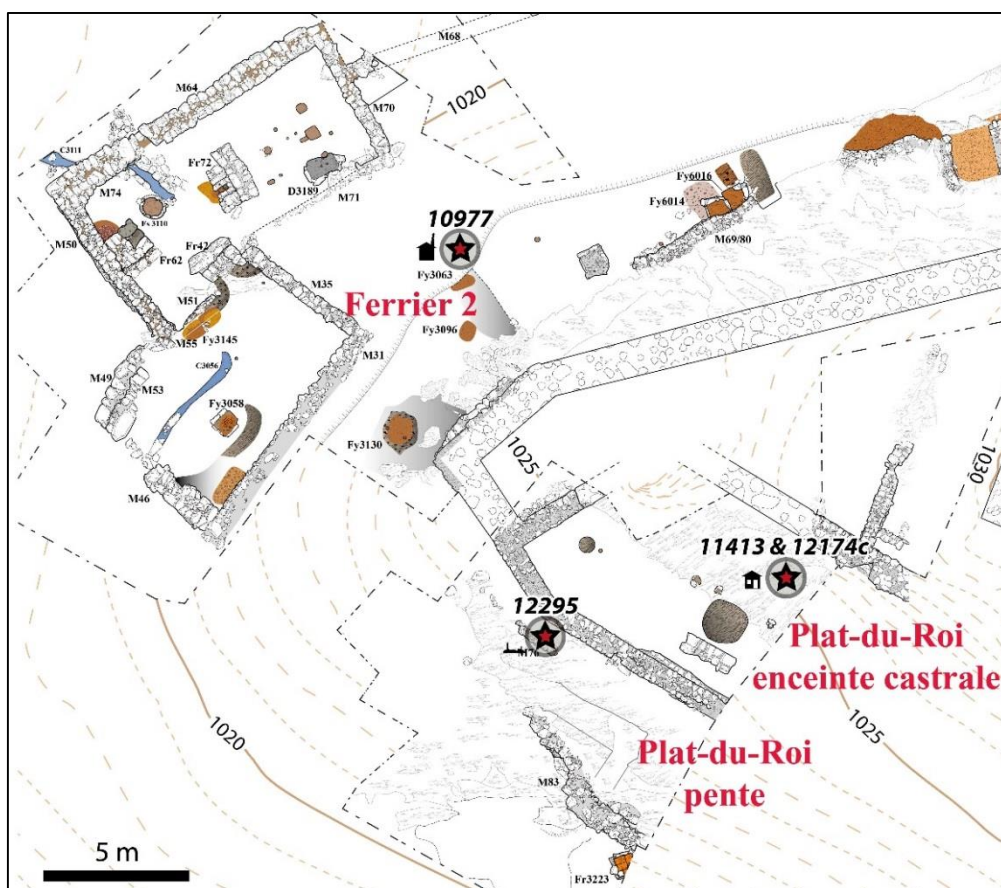 M68
M64
1020
M70
C3111
Fr72
M74
D3189
M71
Fy6016
Fy6014
M50
10977
M69/80
Fr62
Fr42
Fy3063
M35
Ferrier 2
M51
Fy3145
Fy3096
M55
M31
C3056
M49
M53
Fy3058
Fy3130
1025
1030
M46
11413 & 12174c
12295
Plat-du-Roi
enceinte castrale
1020
1025
Plat-du-Roi
pente
M83
5 m
Fr3223